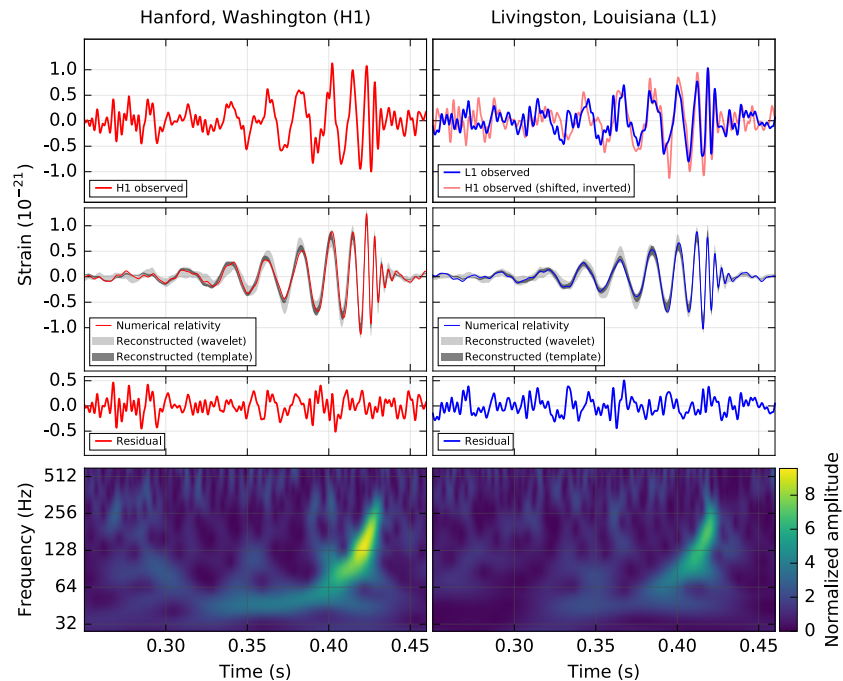 Hanford, Washington (H1)
Livingston, Louisiana (L1)
Strain (10⁻²¹)
1.0
0.5
0.0
-0.5
-1.0
H1 observed
L1 observed
H1 observed (shifted, inverted)
1.0
0.5
0.0
-0.5
-1.0
Numerical relativity
Reconstructed (wavelet)
Reconstructed (template)
Numerical relativity
Reconstructed (wavelet)
Reconstructed (template)
0.5
0.0
-0.5
Residual
Residual
Frequency (Hz)
512
256
128
64
32
Normalized amplitude
8
6
4
2
0
0.30
0.35
0.40
0.45
0.30
0.35
0.40
0.45
Time (s)
Time (s)